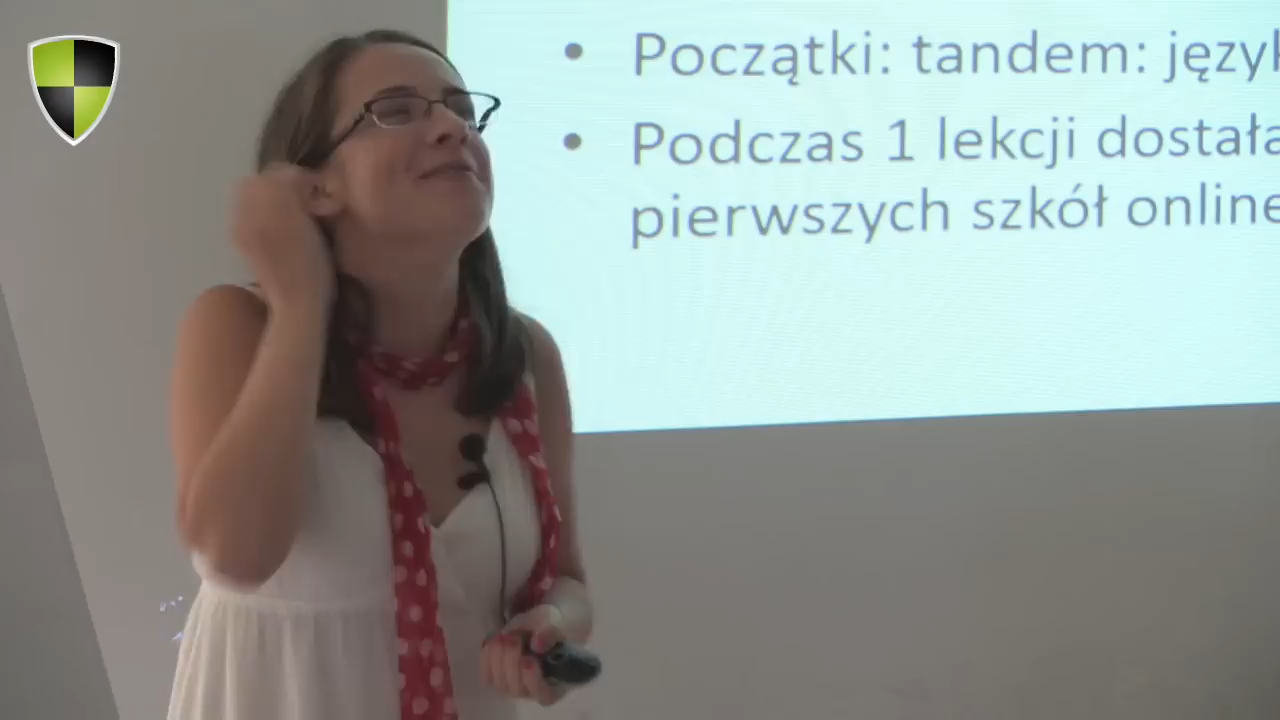 • Początki: tandem: język
• Podczas 1 lekcji dostała
pierwszych szkół online